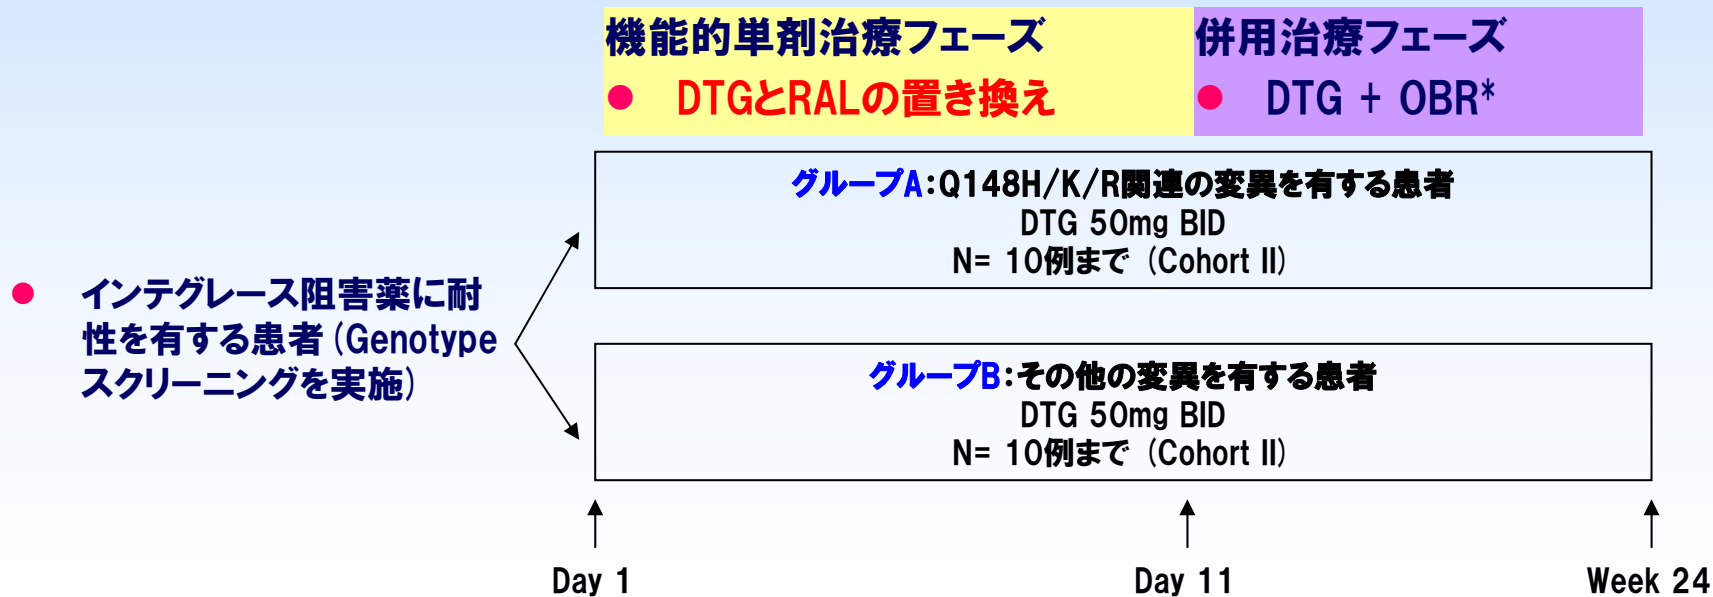 機能的単剤治療フェーズ
● DTGとRALの置き換え
併用治療フェーズ
● DTG + OBR*
グループA:Q148H/K/R関連の変異を有する患者
DTG 50mg BID
N= 10例まで (Cohort II)
● インテグレース阻害薬に耐
性を有する患者 (Genotype
スクリーニングを実施)
グループB:その他の変異を有する患者
DTG 50mg BID
N= 10例まで (Cohort II)
Day 1
Day 11
Week 24